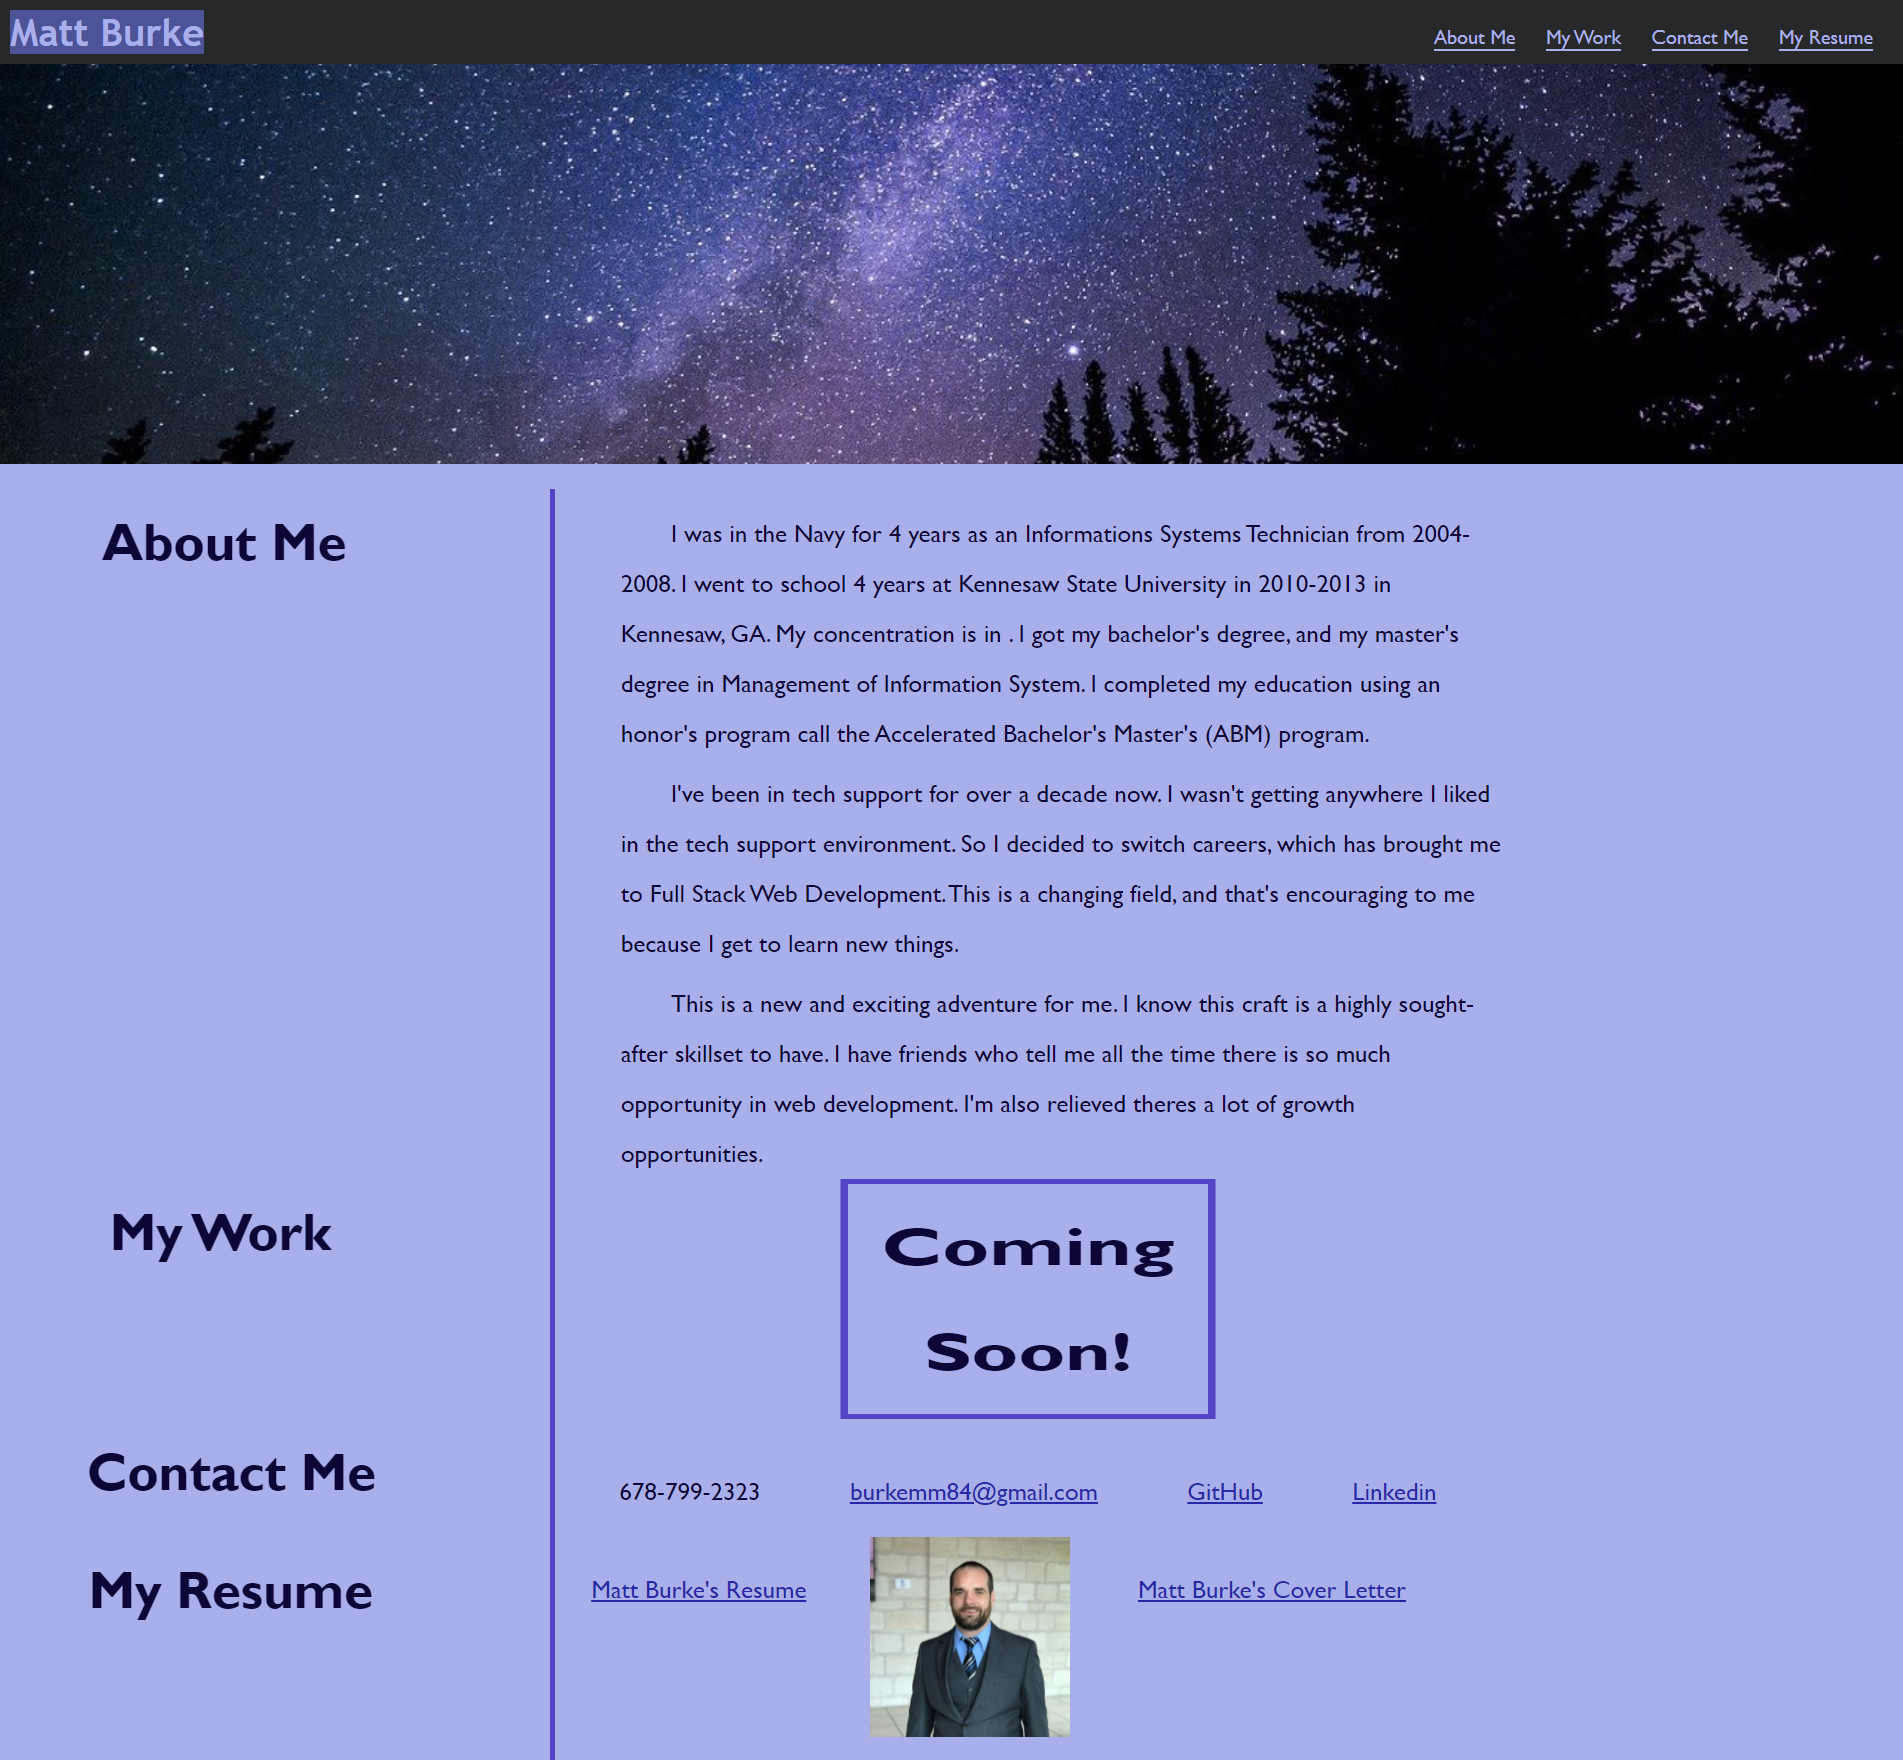 Matt Burke
About Me My Work Contact Me My Resume
About Me
I was in the Navy for 4 years as an Informations Systems Technician from 2004-
2008. I went to school 4 years at Kennesaw State University in 2010-2013 in
Kennesaw, GA. My concentration is in . I got my bachelor's degree, and my master's
degree in Management of Information System. I completed my education using an
honor's program call the Accelerated Bachelor's Master's (ABM) program.
I've been in tech support for over a decade now. I wasn't getting anywhere I liked
in the tech support environment. So I decided to switch careers, which has brought me
to Full Stack Web Development. This is a changing field, and that's encouraging to me
because I get to learn new things.
This is a new and exciting adventure for me. I know this craft is a highly sought-
after skillset to have. I have friends who tell me all the time there is so much
opportunity in web development. I'm also relieved theres a lot of growth
opportunities.
My Work
Coming
Soon!
Contact Me
678-799-2323 burkemm84@gmail.com GitHub Linkedin
My Resume
Matt Burke's Resume Matt Burke's Cover Letter